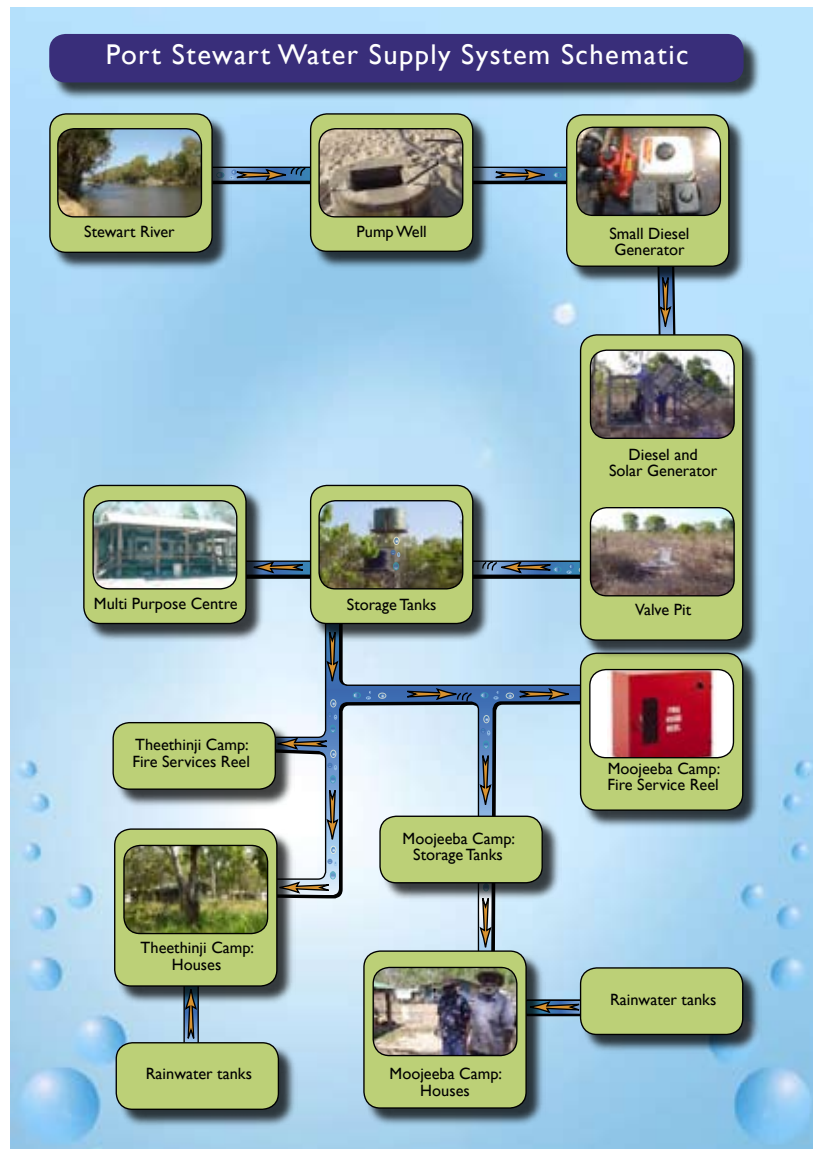 Port Stewart Water Supply System Schematic
Stewart River
Pump Well
Small Diesel
Generator
Diesel and
Solar Generator
Multi Purpose Centre
Storage Tanks
Valve Pit
Theethinji Camp:
Fire Services Reel
Moojeeba Camp:
Fire Service Reel
Moojeeba Camp:
Storage Tanks
Theethinji Camp:
Houses
Rainwater tanks
Rainwater tanks
Moojeeba Camp:
Houses